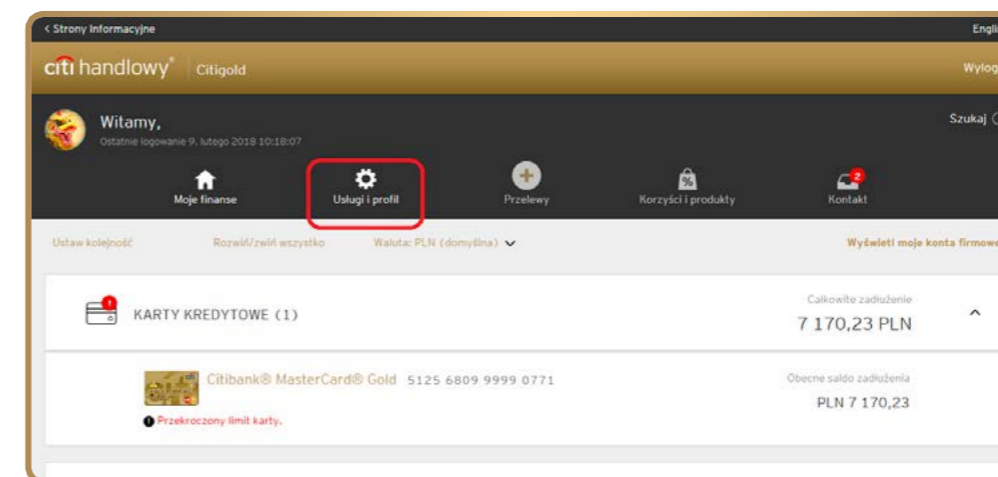 < Strony Informacyjne
citi handlowy® Citigold
Witamy,
Szukaj
Ostatnie logowanie 9. lutego 2018 10:18:07
Moje finanse Usługi i profil Przelewy Korzyści i produkty 2 Kontakt
Ustaw kolejność Rozwiń/zwiń wszystko Waluta: PLN (domyślna) Wyświetl moje konta firmowe
Całkowite zadłużenie
KARTY KREDYTOWE (1) 7 170,23 PLN
Citibank® MasterCard® Gold 5125 6809 9999 0771 Obecne saldo zadłużenia
PLN 7 170,23
Przekroczony limit karty.